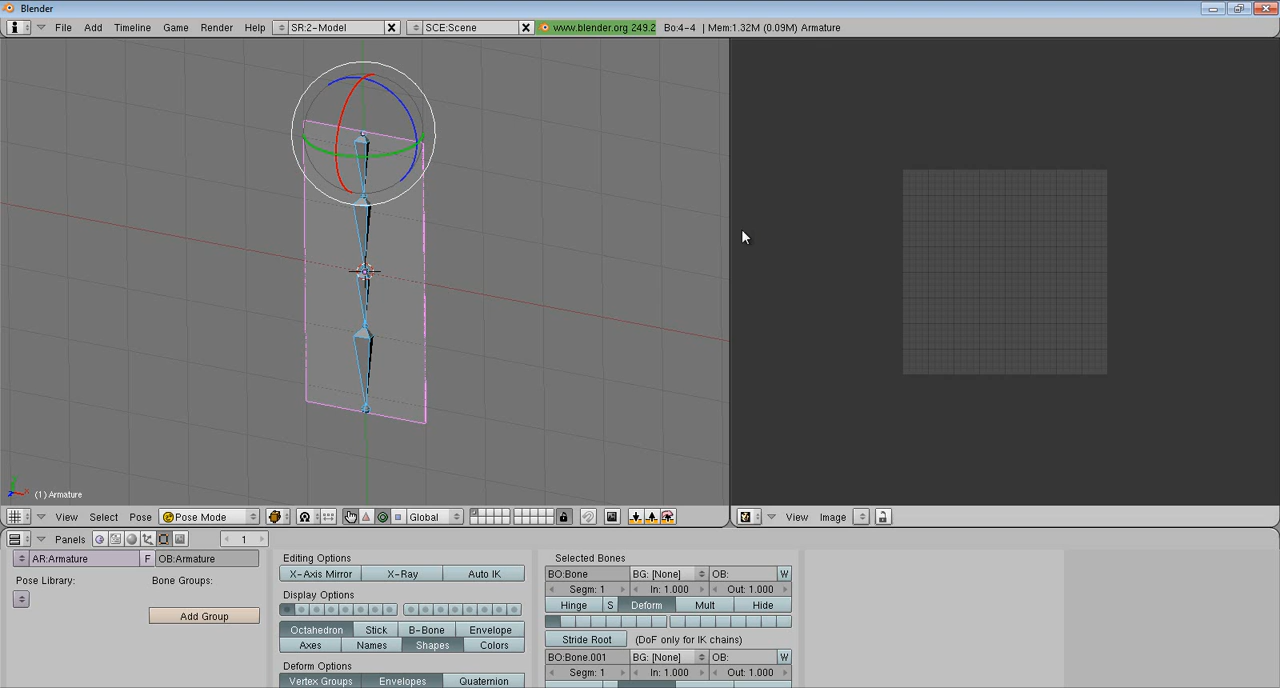 Blender
File Add Timeline Game Render Help SR:2-Model SCE:Scene www.blender.org 249.2 Bo:4-4 | Mem:1.32M (0.09M) Armature
(1) Armature
View Select Pose Pose Mode Global View Image
Panels 1
AR:Armature F OB:Armature Editing Options Selected Bones
Pose Library: Bone Groups: X-Axis Mirror X-Ray Auto IK BO:Bone BG: [None] OB: W
Display Options Segm: 1 In: 1.000 Out: 1.000
Add Group Hinge S Deform Mult Hide
Octahedron Stick B-Bone Envelope Stride Root (DoF only for IK chains)
Axes Names Shapes Colors BO:Bone.001 BG: [None] OB: W
Deform Options Segm: 1 In: 1.000 Out: 1.000
Vertex Groups Envelopes Quaternion